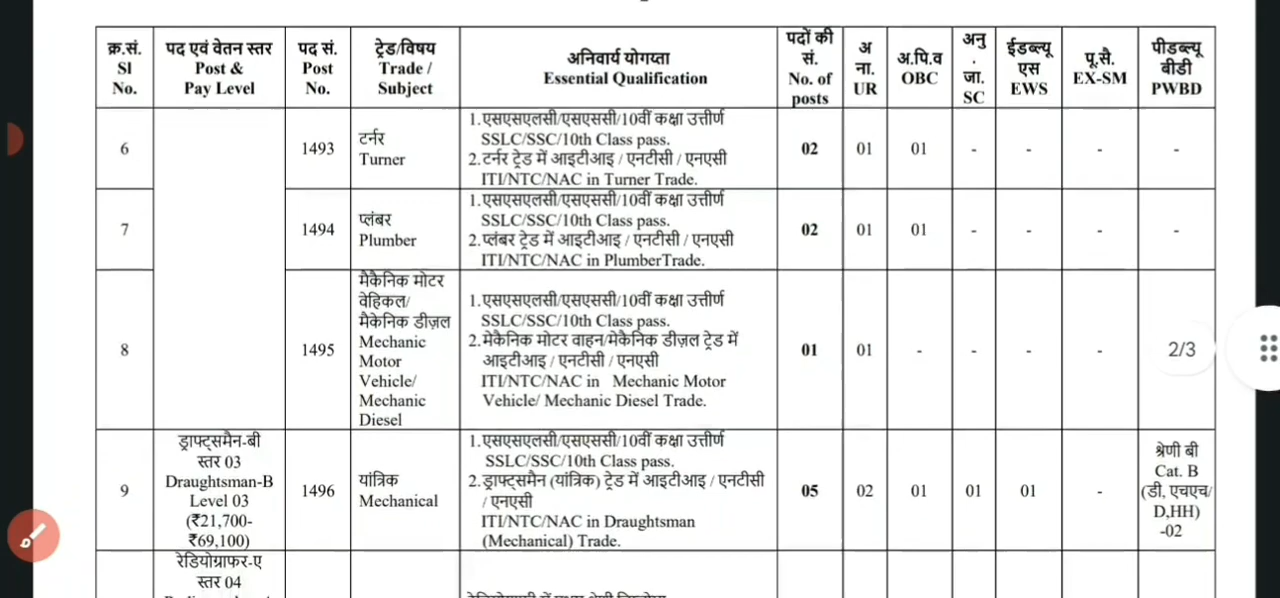 क्र.सं.
Sl
No.
पद एवं वेतन स्तर
Post &
Pay Level
पद सं.
Post
No.
ट्रेड/विषय
Trade /
Subject
अनिवार्य योगय्ता
Essential Qualification
पदों की
सं.
No. of
posts
अ
ना.
UR
अ.पि.व
OBC
अनु
.
जा.
SC
ईडब्ल्यू
एस
EWS
पू.सै.
EX-SM
पीडब्ल्यू
बीडी
PWBD
6
1493
टर्नर
Turner
1.एसएसएलसी/एसएससी/10वीं कक्षा उत्तीर्ण
SSLC/SSC/10th Class pass.
2.टर्नर ट्रेड में आइटीआइ / एनटीसी / एनएसी
ITI/NTC/NAC in Turner Trade.
02
01
01
-
-
-
-
7
1494
प्लंबर
Plumber
1.एसएसएलसी/एसएससी/10वीं कक्षा उत्तीर्ण
SSLC/SSC/10th Class pass.
2.प्लंबर ट्रेड में आइटीआइ / एनटीसी / एनएसी
ITI/NTC/NAC in PlumberTrade.
02
01
01
-
-
-
-
8
1495
मैकैनिक मोटर
वेहिकल/
मैकेनिक डीज़ल
Mechanic
Motor
Vehicle/
Mechanic
Diesel
1.एसएसएलसी/एसएससी/10वीं कक्षा उत्तीर्ण
SSLC/SSC/10th Class pass.
2.मेकैनिक मोटर वाहन/मेकैनिक डीज़ल ट्रेड में
आइटीआइ / एनटीसी / एनएसी
ITI/NTC/NAC in Mechanic Motor
Vehicle/ Mechanic Diesel Trade.
01
01
-
-
-
-
2/3
9
ड्राफ्ट्समैन-बी
स्तर 03
Draughtsman-B
Level 03
(₹21,700-
₹69,100)
1496
यांत्रिक
Mechanical
1.एसएसएलसी/एसएससी/10वीं कक्षा उत्तीर्ण
SSLC/SSC/10th Class pass.
2.ड्राफ्ट्समैन (यांत्रिक) ट्रेड में आइटीआइ / एनटीसी
/ एनएसी
ITI/NTC/NAC in Draughtsman
(Mechanical) Trade.
05
02
01
01
01
-
श्रेणी बी
Cat. B
(डी, एचएच/
D,HH)
-02
रेडियोग्राफर-ए
स्तर 04